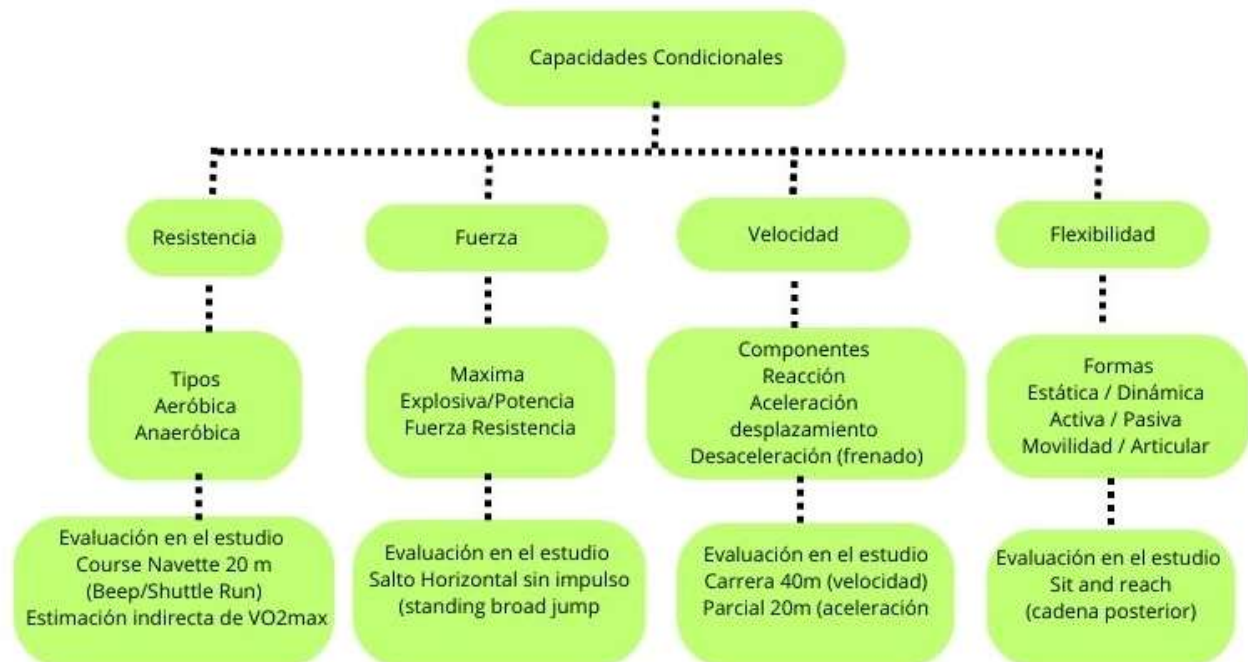 Capacidades Condicionales
Resistencia
Fuerza
Velocidad
Flexibilidad
Tipos
Aeróbica
Anaeróbica
Maxima
Explosiva/Potencia
Fuerza Resistencia
Componentes
Reacción
Aceleración
desplazamiento
Desaceleración (frenado)
Formas
Estática / Dinámica
Activa / Pasiva
Movilidad / Articular
Evaluación en el estudio
Course Navette 20 m
(Beep/Shuttle Run)
Estimación indirecta de VO2max
Evaluación en el estudio
Salto Horizontal sin impulso
(standing broad jump
Evaluación en el estudio
Carrera 40m (velocidad)
Parcial 20m (aceleración
Evaluación en el estudio
Sit and reach
(cadena posterior)